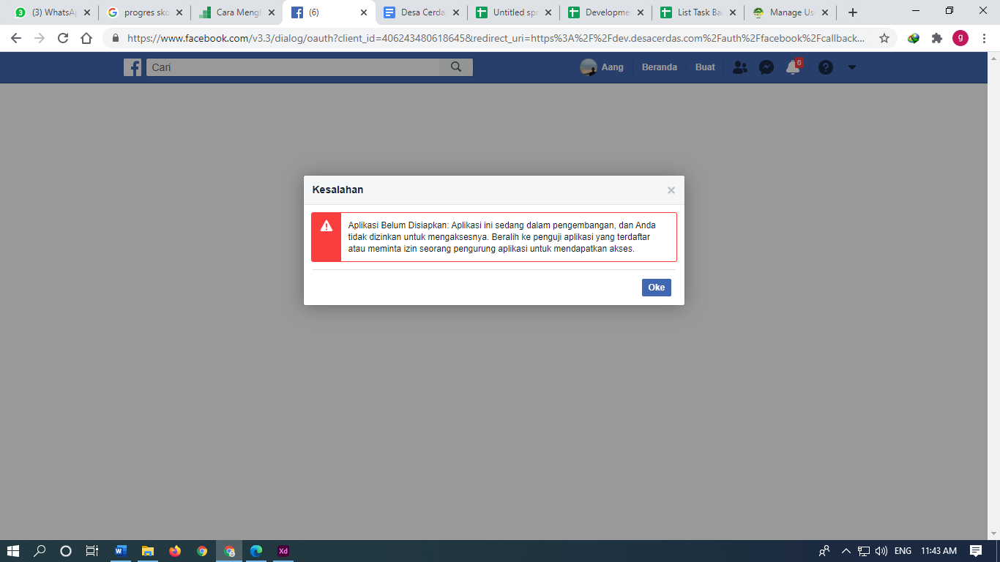 (3) WhatsAp
progres sko
Cara Mengh
(6)
Desa Cerda
Untitled spr
Developme
List Task Ba
Manage Us
https://www.facebook.com/v3.3/dialog/oauth?client_id=406243480618645&redirect_uri=https%3A%2F%2Fdev.desacerdas.com%2Fauth%2Ffacebook%2Fcallback...
g
Cari
Aang
Beranda
Buat
6
Kesalahan
Aplikasi Belum Disiapkan: Aplikasi ini sedang dalam pengembangan, dan Anda
tidak dizinkan untuk mengaksesnya. Beralih ke penguji aplikasi yang terdaftar
atau meminta izin seorang pengurung aplikasi untuk mendapatkan akses.
Oke
Xd
ENG
11:43 AM